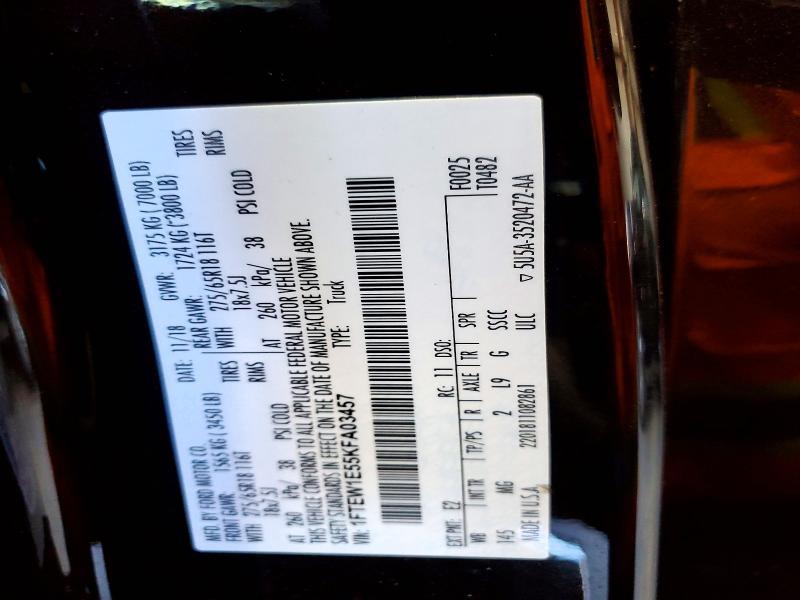 MFD. BY FORD MOTOR CO.
DATE: 11/18 GVWR: 3175 KG ( 7000 LB)
FRONT GAWR: 1565 KG ( 3450 LB) REAR GAWR: 1724 KG ( 3800 LB)
WITH 275/65R18 116T TIRES WITH 275/65R18 116T TIRES
18x7.5J RIMS 18x7.5J RIMS
AT 260 kPa/ 38 PSI COLD AT 260 kPa/ 38 PSI COLD
THIS VEHICLE CONFORMS TO ALL APPLICABLE FEDERAL MOTOR VEHICLE
SAFETY STANDARDS IN EFFECT ON THE DATE OF MANUFACTURE SHOWN ABOVE.
VIN: 1FTEW1E55KFA03457 TYPE: Truck
EXT PNT: E2 RC: 11 DSO: F0025
WB INT TR TP/PS R AXLE TR SPR T0482
145 MG 2 L9 G SSCC
MADE IN U.S.A. 2201811082861 ULC ▽ 5U5A-3520472-AA